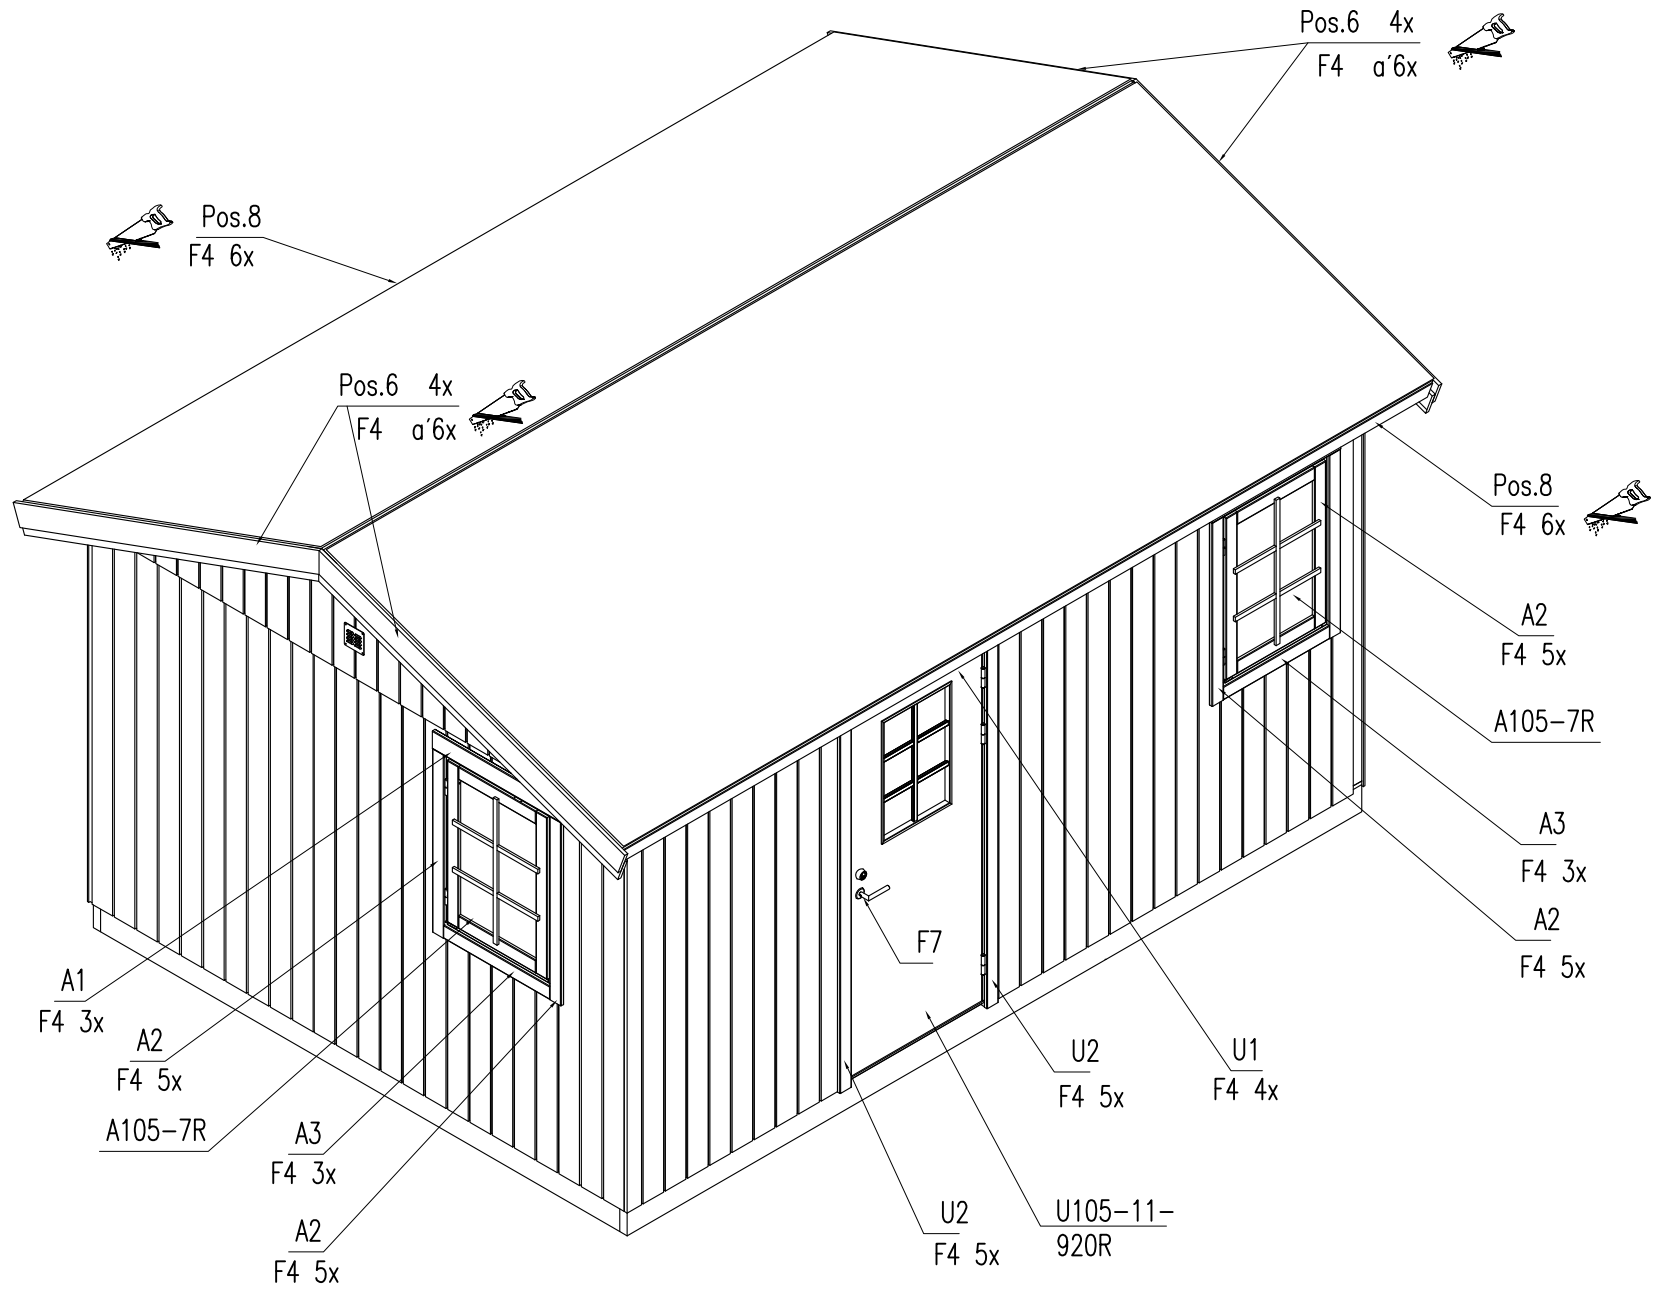 Pos.6 4x
F4 a'6x
Pos.8
F4 6x
Pos.6 4x
F4 a'6x
Pos.8
F4 6x
A2
F4 5x
A105-7R
A3
F4 3x
A2
F4 5x
F7
A1
F4 3x
A2
F4 5x
A105-7R
A3
F4 3x
A2
F4 5x
U2
F4 5x
U1
F4 4x
U2
F4 5x
U105-11-
920R